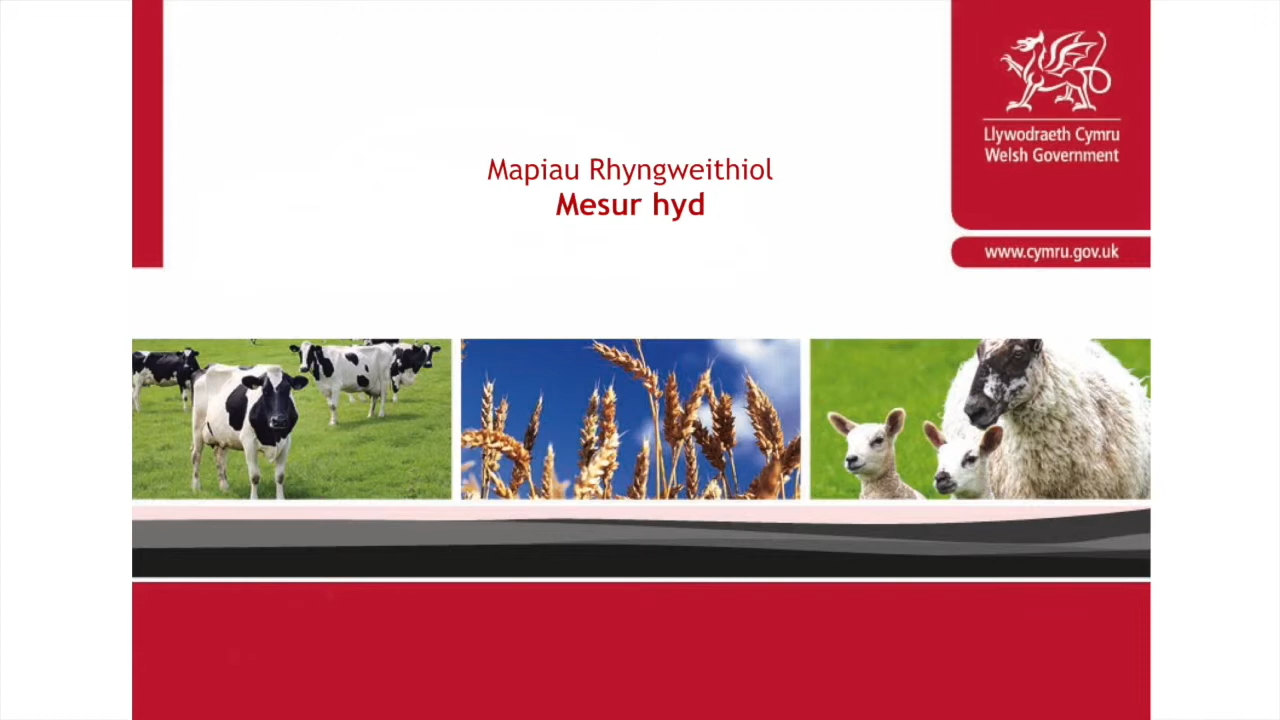 Mapiau Rhyngweithiol
Mesur hyd
Llywodraeth Cymru
Welsh Government
www.cymru.gov.uk